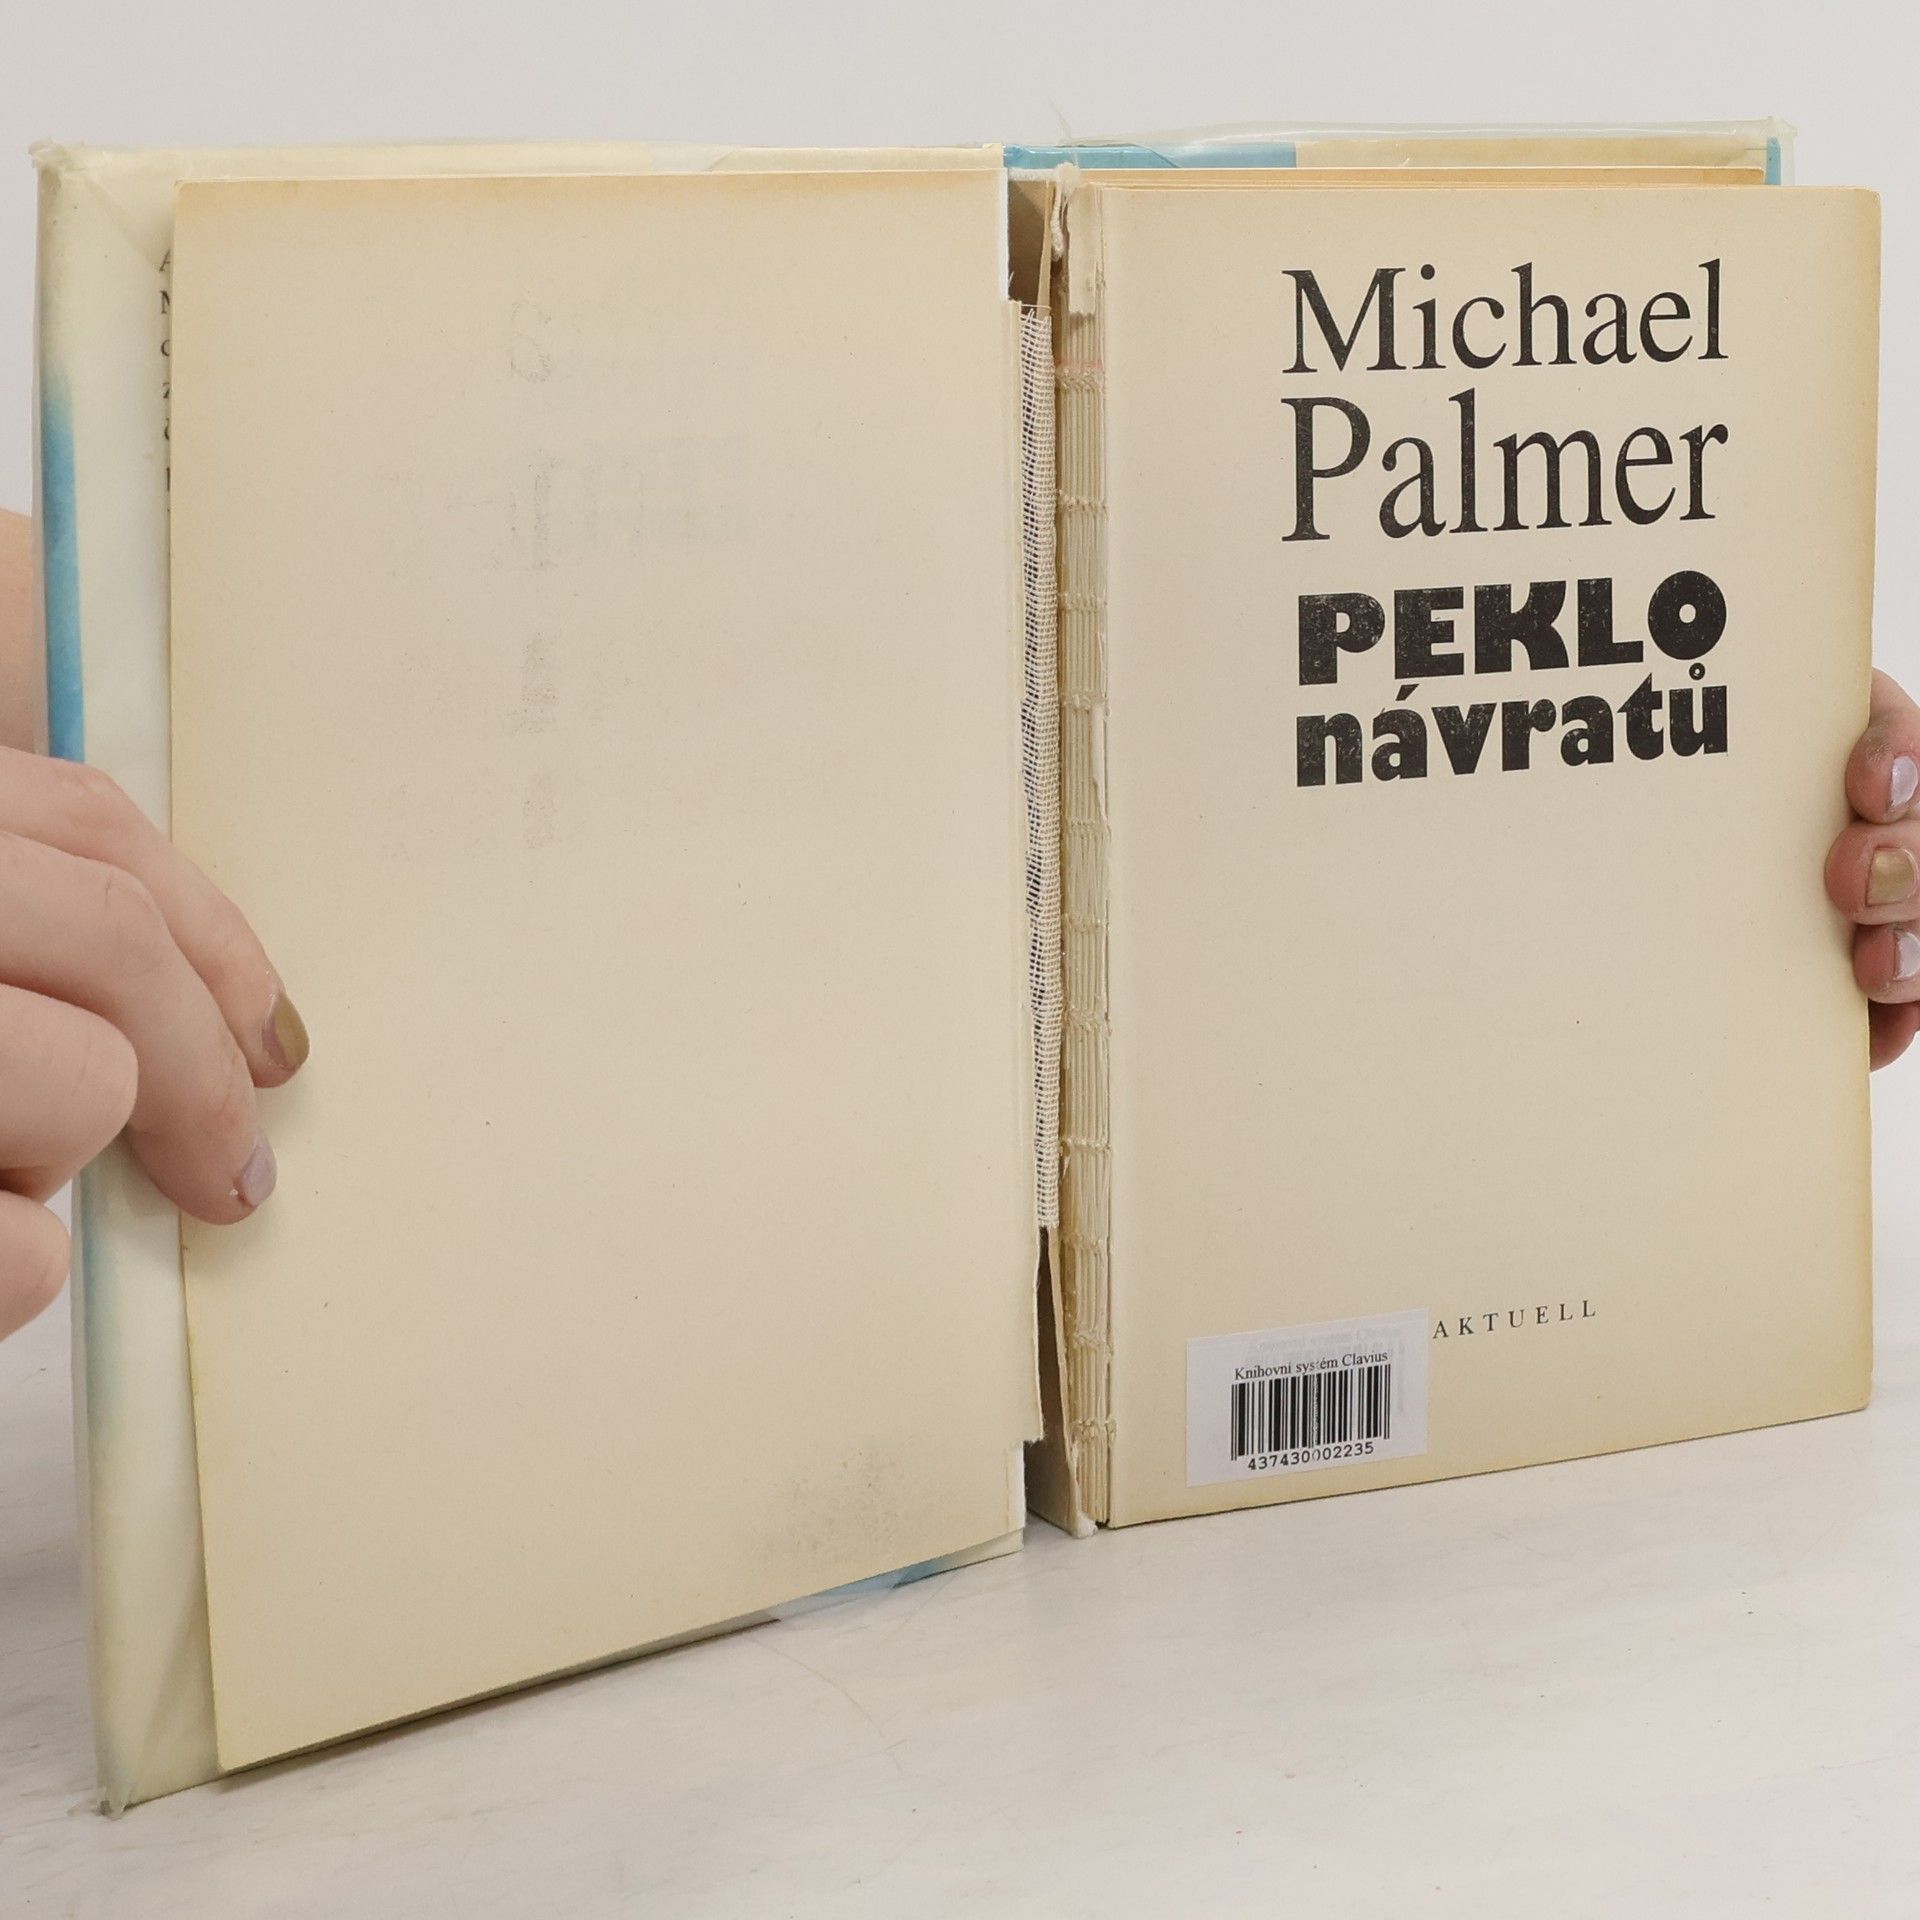 Michael
Palmer
PEKLO
návratů
AKTUELL
Knihovní systém Clavius
437430002235